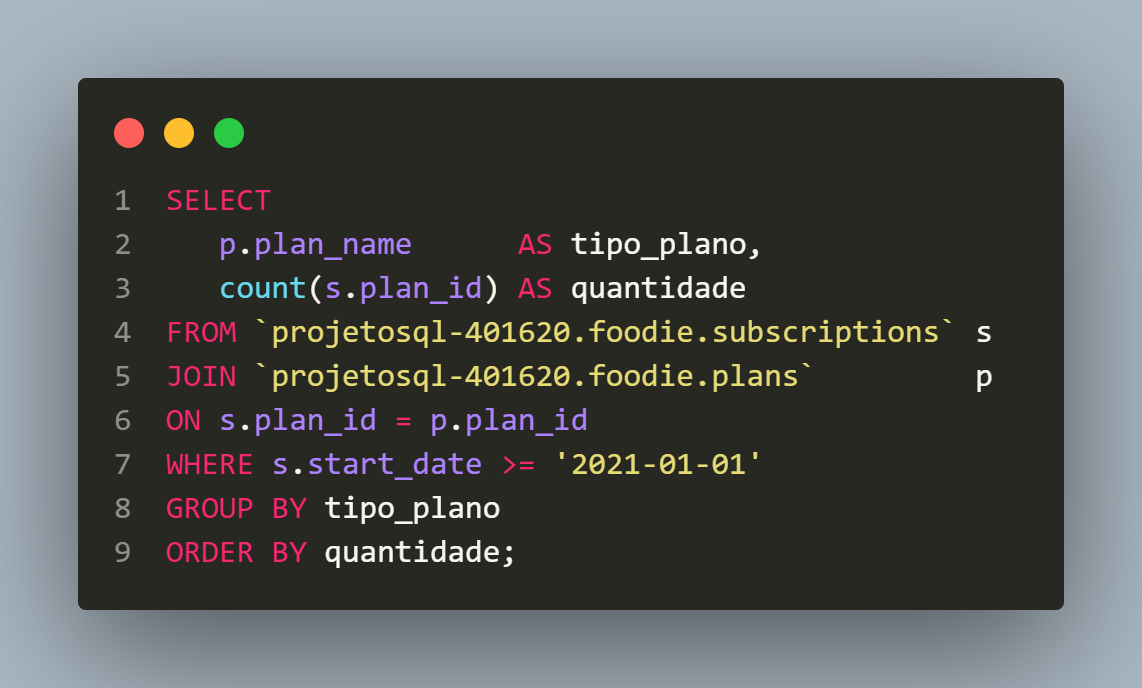 1 SELECT
2    p.plan_name      AS tipo_plano,
3    count(s.plan_id) AS quantidade
4 FROM `projetosql-401620.foodie.subscriptions` s
5 JOIN `projetosql-401620.foodie.plans`         p
6 ON s.plan_id = p.plan_id
7 WHERE s.start_date >= '2021-01-01'
8 GROUP BY tipo_plano
9 ORDER BY quantidade;